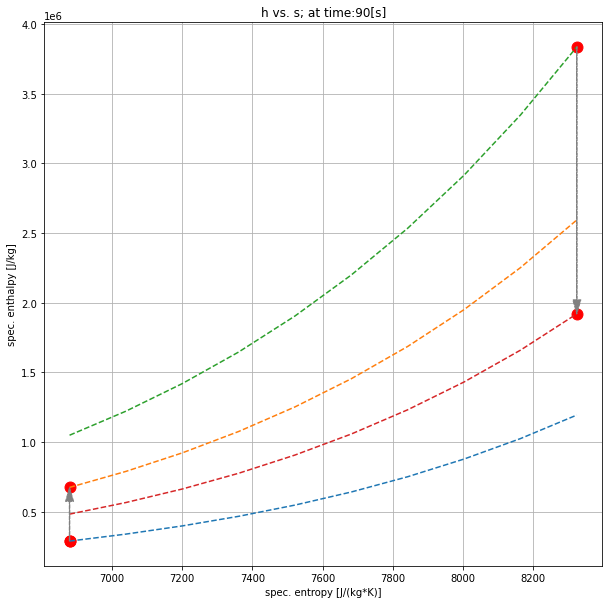 h vs. s; at time:90[s]
1e6
4.0
3.5
3.0
2.5
2.0
1.5
1.0
0.5
spec. enthalpy [J/kg]
7000 7200 7400 7600 7800 8000 8200
spec. entropy [J/(kg*K)]